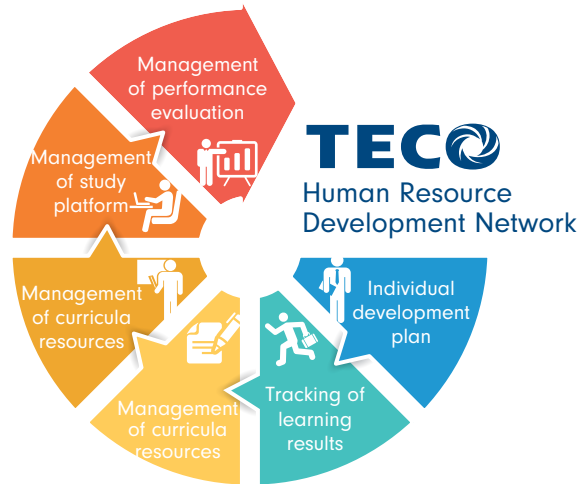 Management
of performance
evaluation
TECO
Human Resource
Development Network
Management
of study
platform
Management
of curricula
resources
Individual
development
plan
Management
of curricula
resources
Tracking of
learning
results